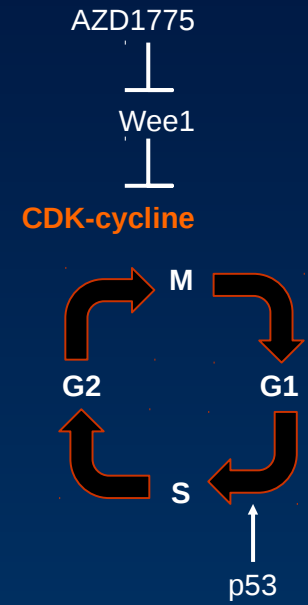 AZD1775
Wee1
CDK-cycline
M
G2
G1
S
p53